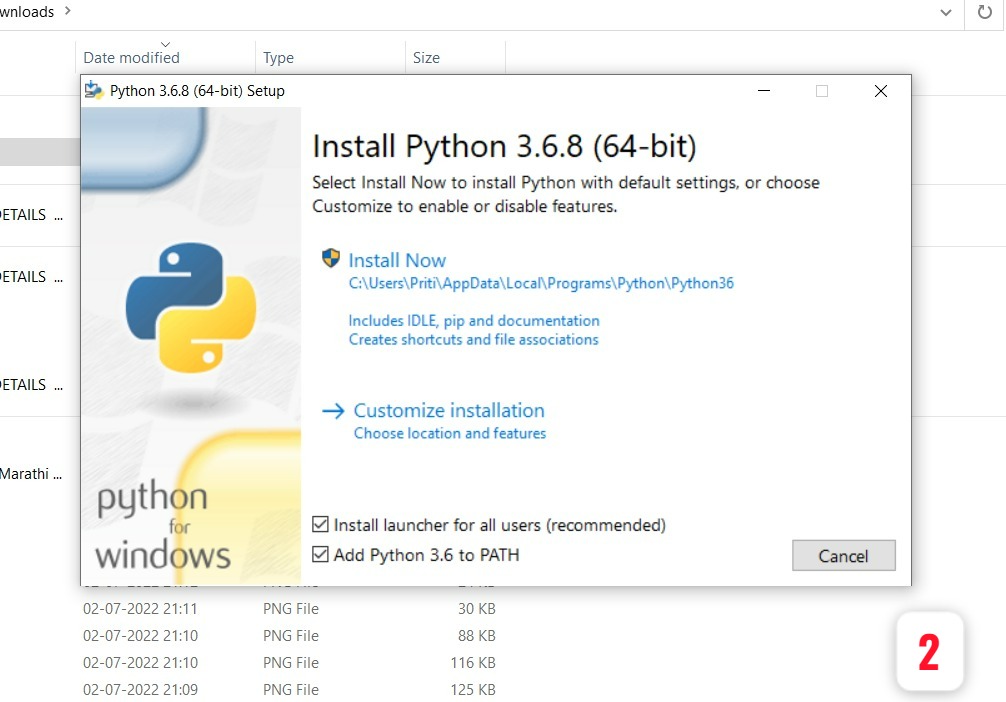 wnloads
Date modified Type Size
Python 3.6.8 (64-bit) Setup
Install Python 3.6.8 (64-bit)
Select Install Now to install Python with default settings, or choose
Customize to enable or disable features.
Install Now
C:\Users\Priti\AppData\Local\Programs\Python\Python36
Includes IDLE, pip and documentation
Creates shortcuts and file associations
Customize installation
Choose location and features
Install launcher for all users (recommended)
Add Python 3.6 to PATH
Cancel
python
for
windows
DETAILS ...
DETAILS ...
DETAILS ...
Marathi ...
02-07-2022 21:11 PNG File 30 KB
02-07-2022 21:10 PNG File 88 KB
02-07-2022 21:10 PNG File 116 KB
02-07-2022 21:09 PNG File 125 KB
2